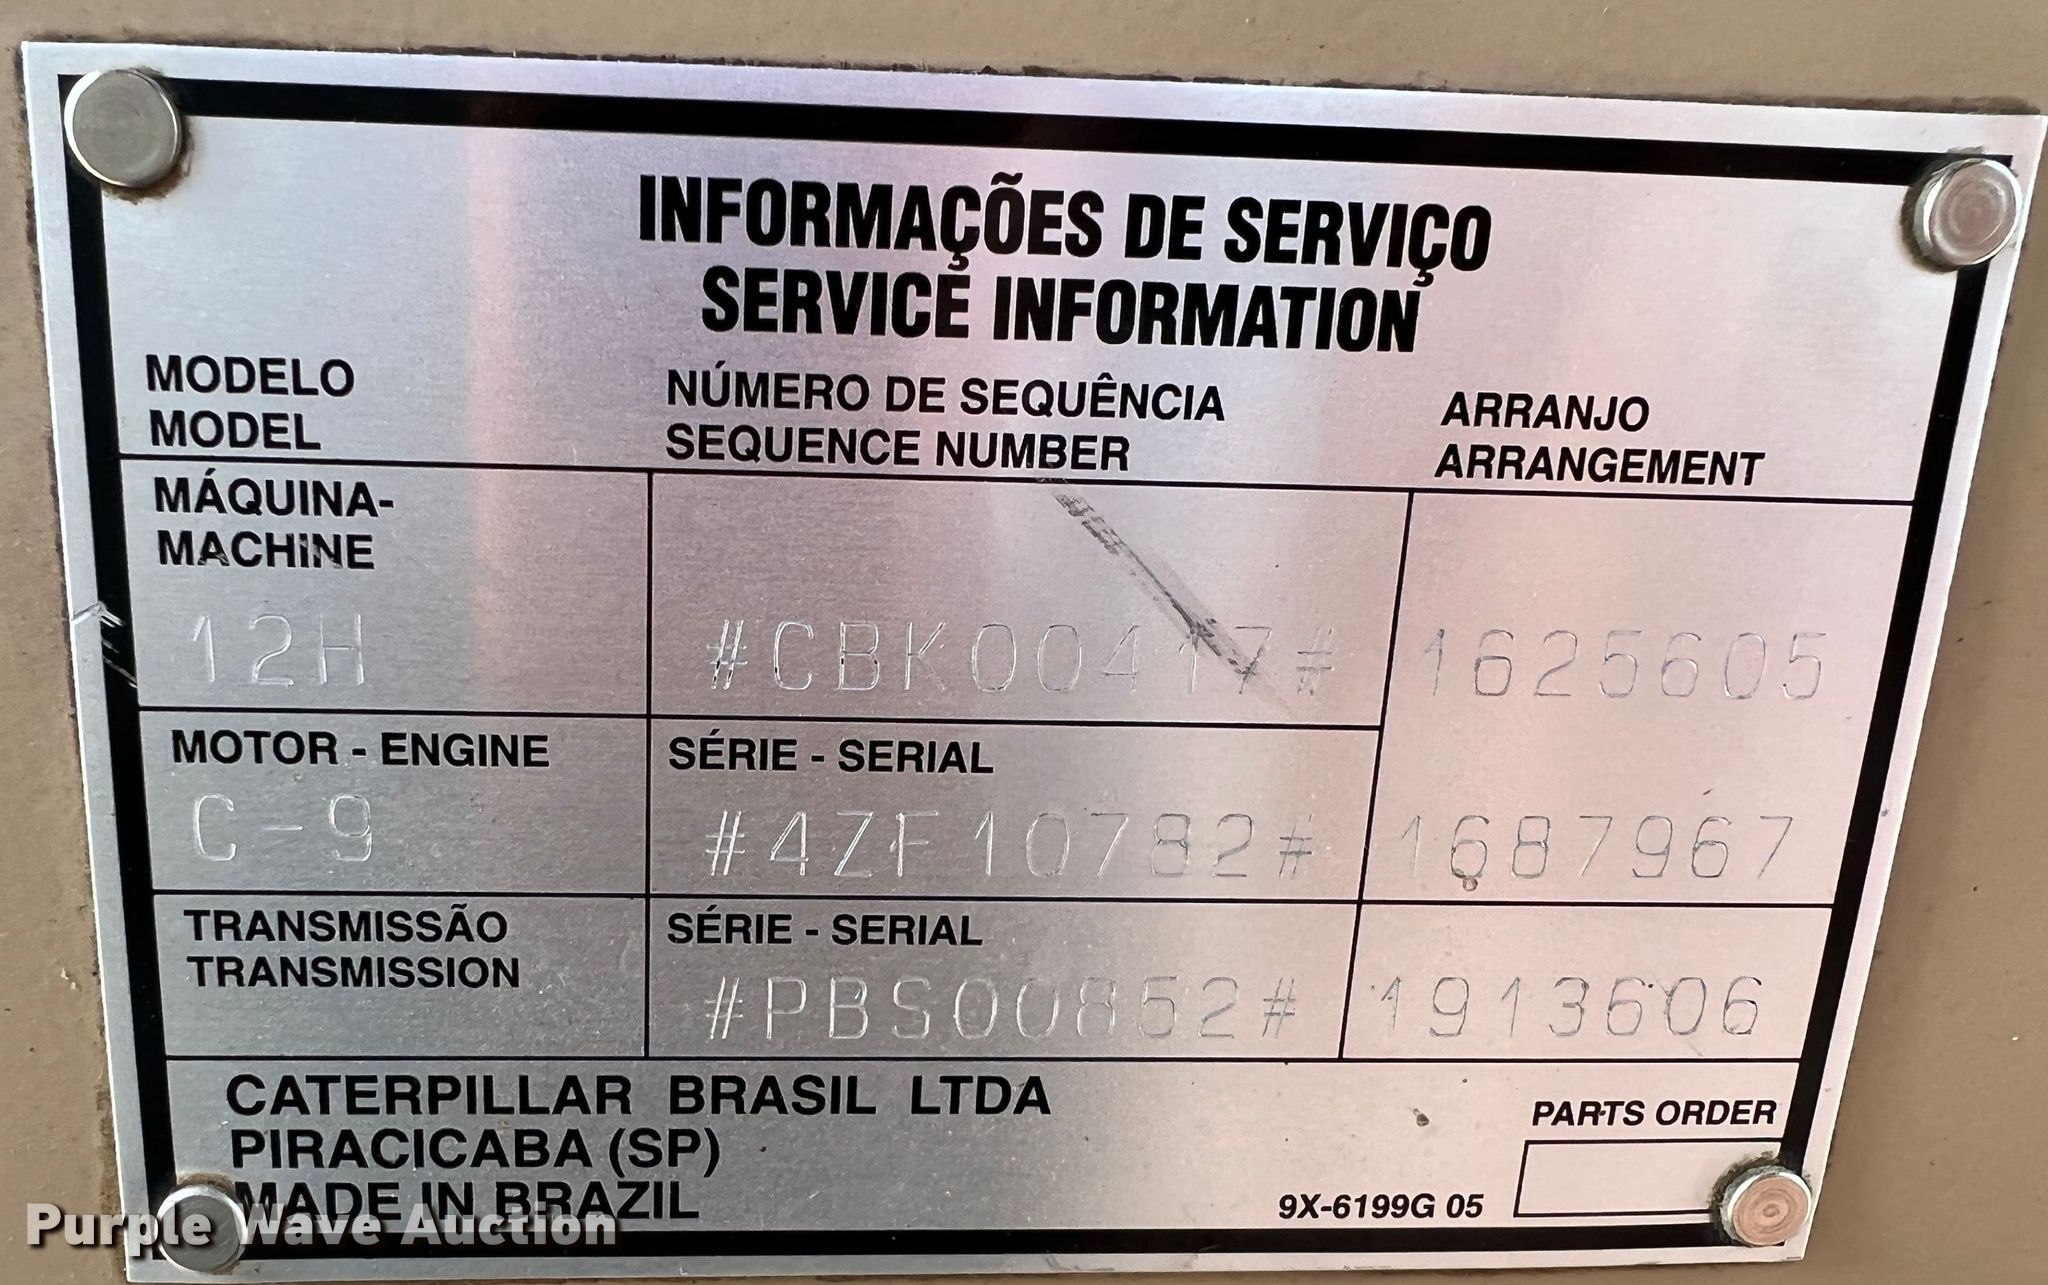 INFORMAÇÕES DE SERVIÇO
SERVICE INFORMATION
MODELO
MODEL
NÚMERO DE SEQUÊNCIA
SEQUENCE NUMBER
ARRANJO
ARRANGEMENT
MÁQUINA-
MACHINE
12H
#CBK00417#
1625605
MOTOR - ENGINE
SÉRIE - SERIAL
C-9
#4ZF10782#
1687967
TRANSMISSÃO
TRANSMISSION
SÉRIE - SERIAL
#PBS00852#
1913606
CATERPILLAR BRASIL LTDA
PIRACICABA (SP)
MADE IN BRAZIL
PARTS ORDER
9X-6199G 05
Purple Wave Auction